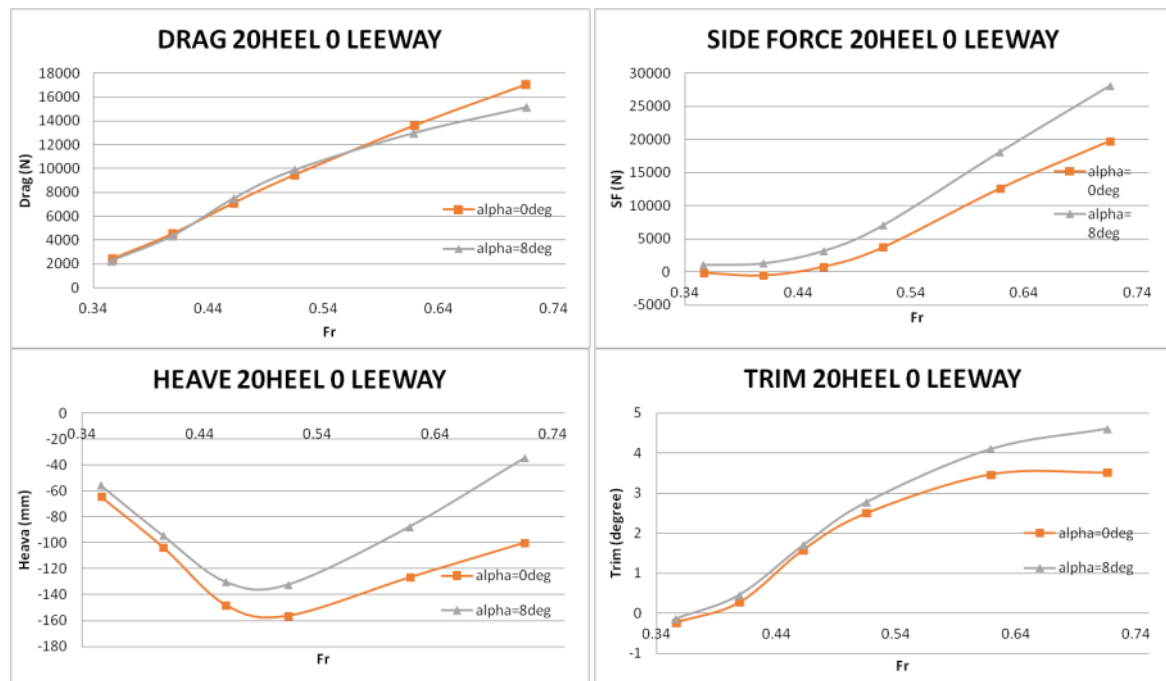 DRAG 20HEEL 0 LEEWAY
18000
16000
14000
12000
10000
8000
6000
4000
2000
0
Drag (N)
0.34
0.44
0.54
0.64
0.74
Fr
alpha=0deg
alpha=8deg
SIDE FORCE 20HEEL 0 LEEWAY
30000
25000
20000
15000
10000
5000
0
-5000
SF (N)
0.34
0.44
0.54
0.64
0.74
Fr
alpha=
0deg
alpha=
8deg
HEAVE 20HEEL 0 LEEWAY
0
-20
-40
-60
-80
-100
-120
-140
-160
-180
Heava (mm)
0.34
0.44
0.54
0.64
0.74
Fr
alpha=0deg
alpha=8deg
TRIM 20HEEL 0 LEEWAY
5
4
3
2
1
0
-1
Trim (degree)
0.34
0.44
0.54
0.64
0.74
Fr
alpha=0deg
alpha=8deg